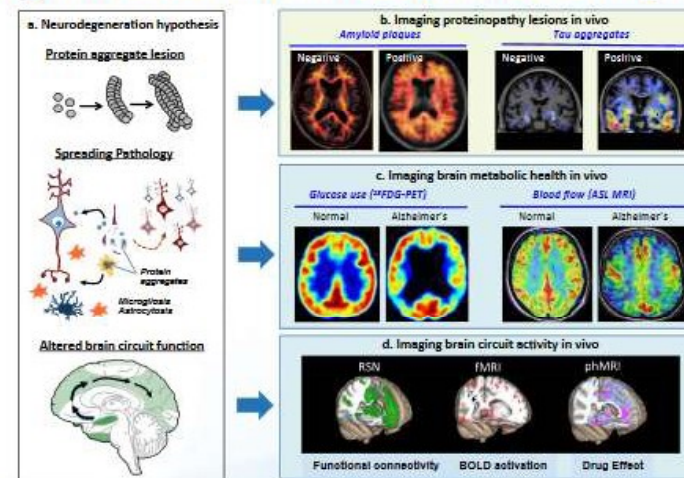 a. Neurodegeneration hypothesis
Protein aggregate lesion
Spreading Pathology
Protein
aggregates
Microgliosis
Astrocytosis
Altered brain circuit function
b. Imaging proteinopathy lesions in vivo
Amyloid plaques Tau aggregates
Negative Positive Negative Positive
c. Imaging brain metabolic health in vivo
Glucose use (¹⁸FDG-PET) Blood flow (ASL MRI)
Normal Alzheimer's Normal Alzheimer's
d. Imaging brain circuit activity in vivo
RSN fMRI phMRI
Functional connectivity BOLD activation Drug Effect